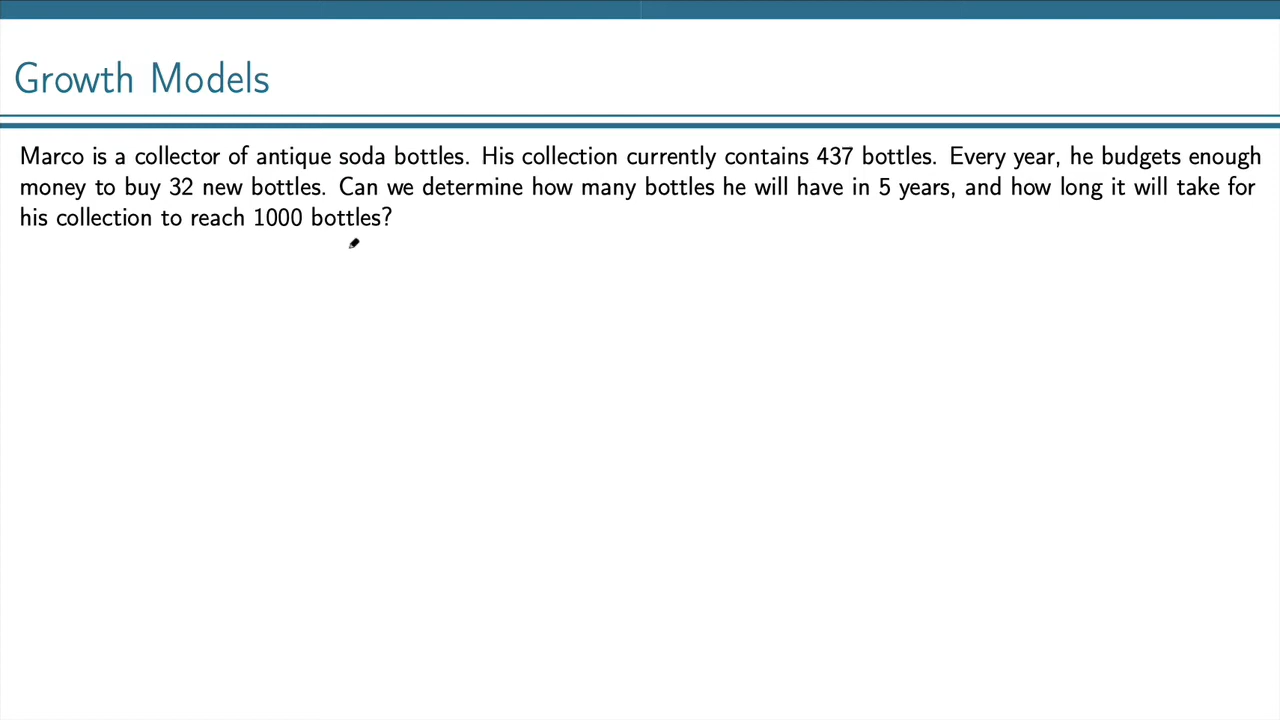 Growth Models
Marco is a collector of antique soda bottles. His collection currently contains 437 bottles. Every year, he budgets enough
money to buy 32 new bottles. Can we determine how many bottles he will have in 5 years, and how long it will take for
his collection to reach 1000 bottles?